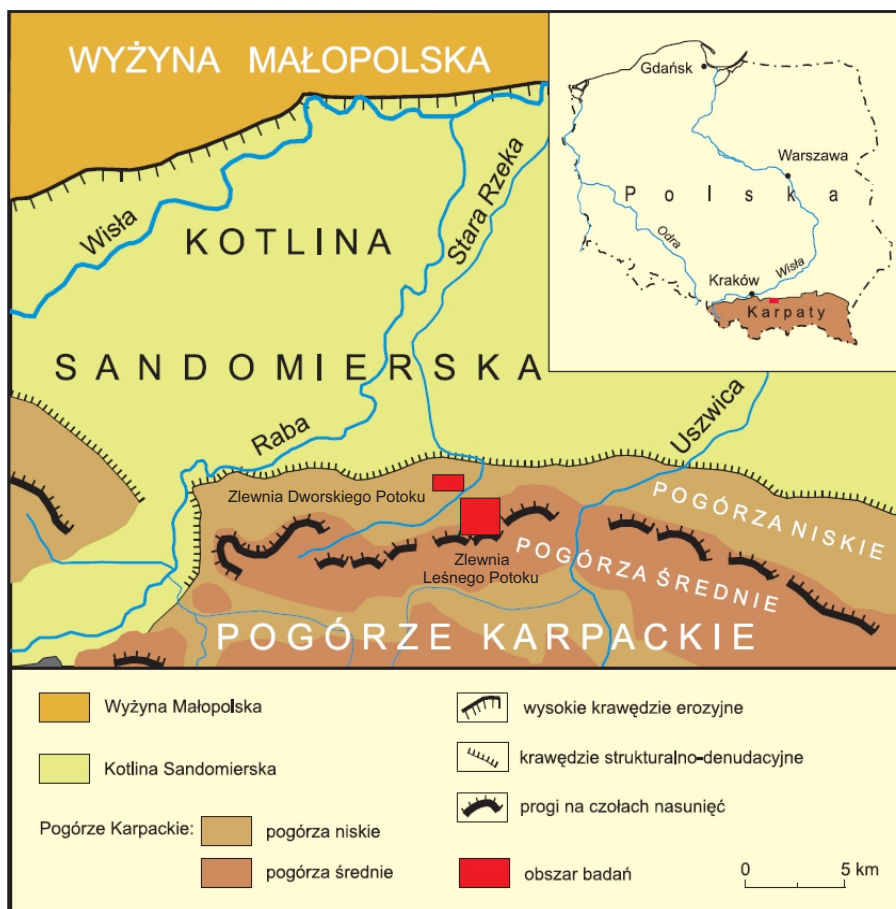 WYŻYNA MAŁOPOLSKA
Gdańsk
Warszawa
Polska
Odra
Wisła
Kraków
Karpaty
Wisła
KOTLINA
Stara Rzeka
SANDOMIERSKA
Raba
Uszwica
Zlewnia Dworskiego Potoku
POGÓRZA NISKIE
Zlewnia
Leśnego Potoku
POGÓRZA ŚREDNIE
POGÓRZE KARPACKIE
Wyżyna Małopolska
Kotlina Sandomierska
Pogórze Karpackie:
pogórza niskie
pogórza średnie
wysokie krawędzie erozyjne
krawędzie strukturalno-denudacyjne
progi na czołach nasunięć
obszar badań
0 5 km